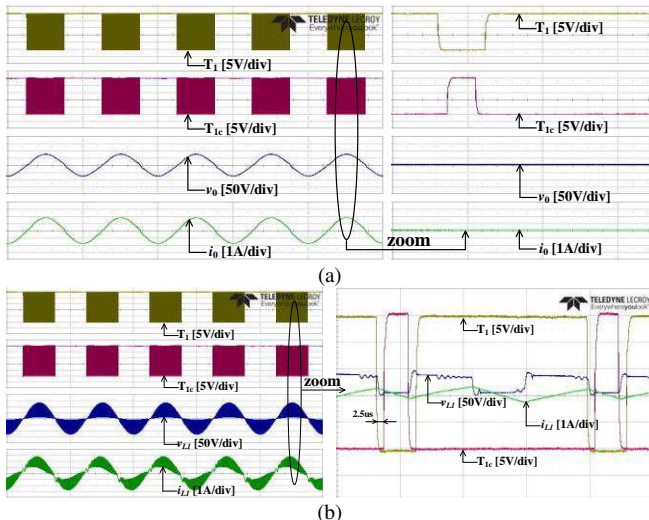 TELEDYNE LECROY
Everywhereyoulook™
T1 [5V/div]
T1 [5V/div]
T1c [5V/div]
T1c [5V/div]
v0 [50V/div]
v0 [50V/div]
i0 [1A/div]
zoom
i0 [1A/div]
(a)
TELEDYNE LECROY
Everywhereyoulook™
TELEDYNE LECROY
Everywhereyoulook™
T1 [5V/div]
T1 [5V/div]
T1c [5V/div]
zoom
vL1 [50V/div]
vL1 [50V/div]
2.5us
iL1 [1A/div]
iL1 [1A/div]
T1c [5V/div]
(b)